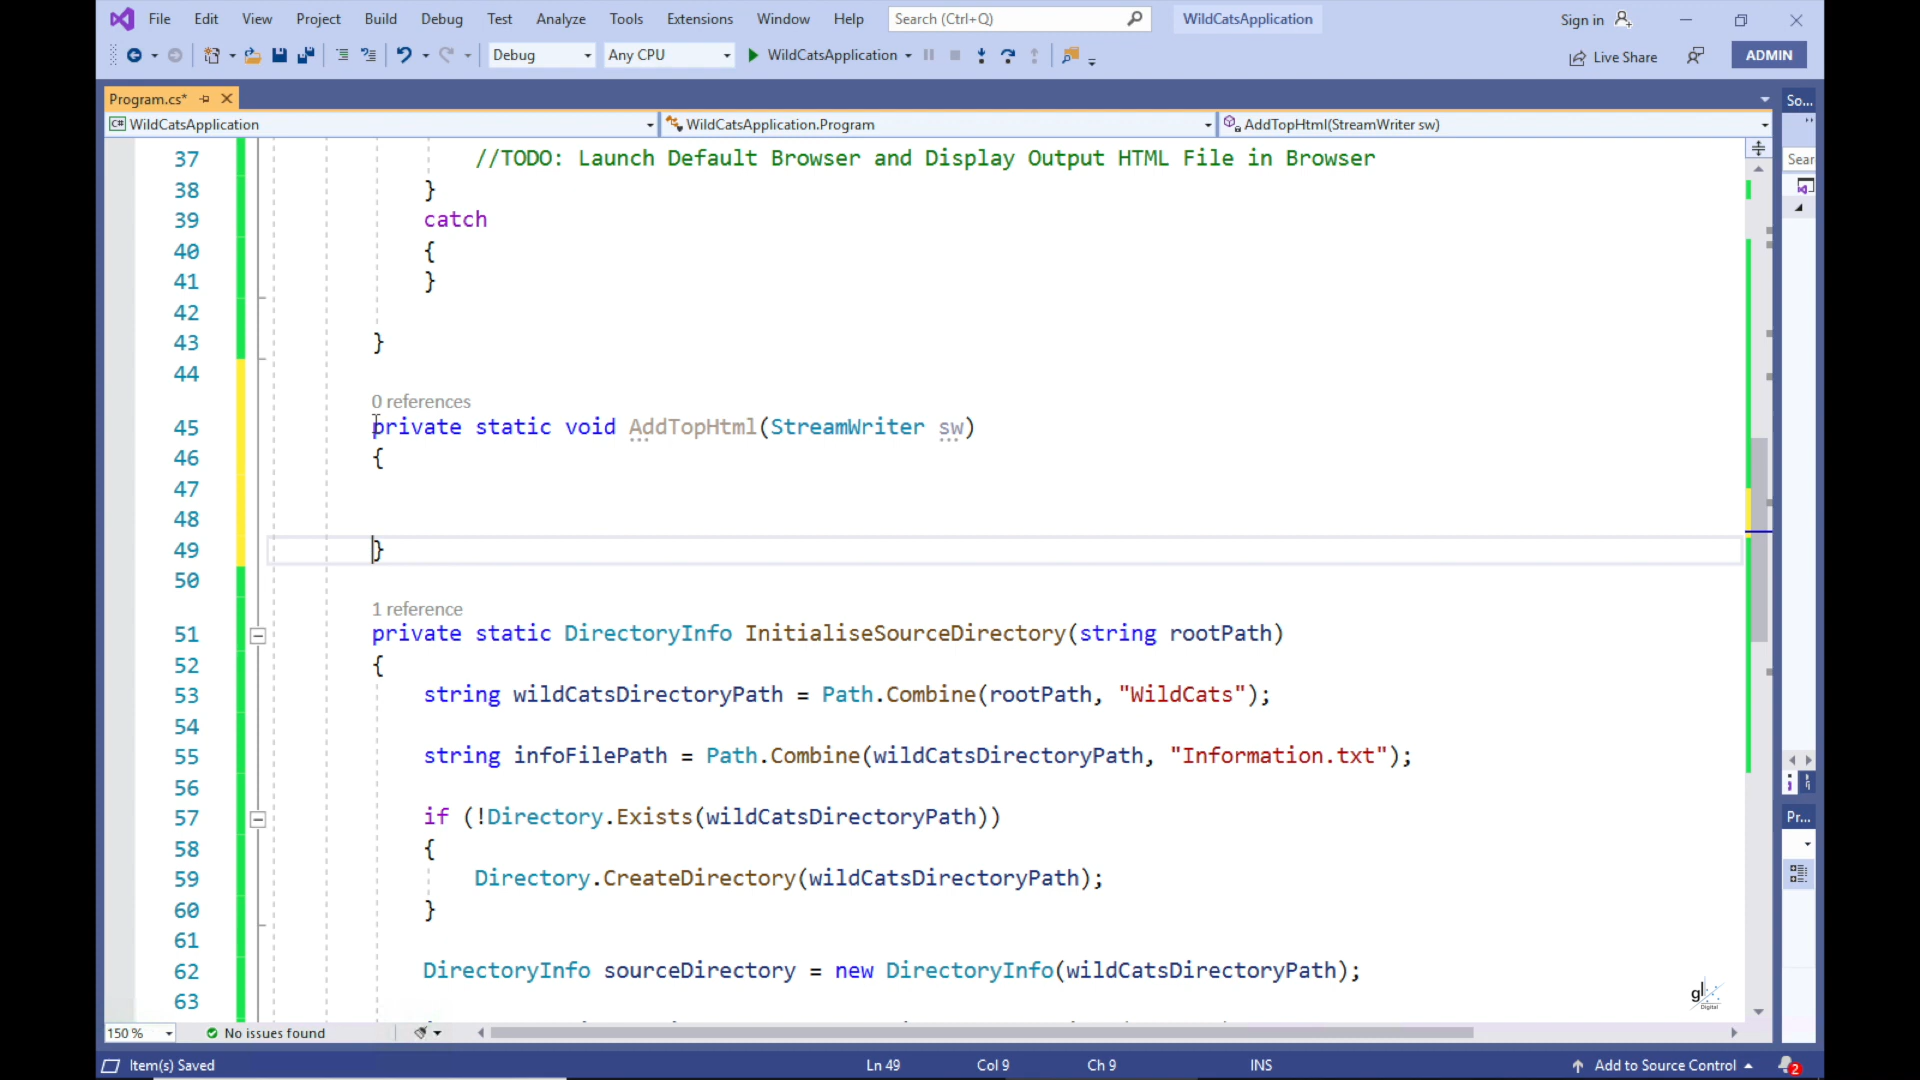 File Edit View Project Build Debug Test Analyze Tools Extensions Window Help Search (Ctrl+Q) WildCatsApplication Sign in
Debug Any CPU WildCatsApplication Live Share ADMIN
Program.cs* So...
C# WildCatsApplication WildCatsApplication.Program AddTopHtml(StreamWriter sw)
37 //TODO: Launch Default Browser and Display Output HTML File in Browser
Sear
38 }
39 catch
40 {
41 }
42
43 }
44
0 references
45 private static void AddTopHtml(StreamWriter sw)
46 {
47
48
49 }
50
1 reference
51 private static DirectoryInfo InitialiseSourceDirectory(string rootPath)
52 {
53 string wildCatsDirectoryPath = Path.Combine(rootPath, "WildCats");
54
55 string infoFilePath = Path.Combine(wildCatsDirectoryPath, "Information.txt");
56
57 if (!Directory.Exists(wildCatsDirectoryPath))
Pr...
58 {
59 Directory.CreateDirectory(wildCatsDirectoryPath);
60 }
61
62 DirectoryInfo sourceDirectory = new DirectoryInfo(wildCatsDirectoryPath);
63
gl Digital
150 % No issues found
Item(s) Saved Ln 49 Col 9 Ch 9 INS Add to Source Control 2